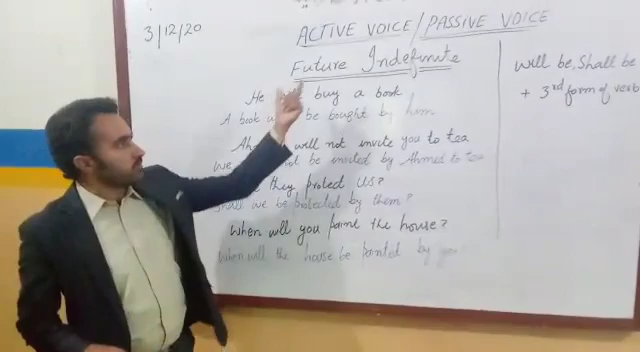 3/12/20
ACTIVE VOICE/PASSIVE VOICE
Future Indefinite
will be, Shall be
+ 3rd form of verb
He buy a book
A book be bought by him
will not invite you to tea
We not be invited by Ahmed to tea
they protect us?
Shall we be protected by them?
When will you paint the house?
When will the house be painted by you